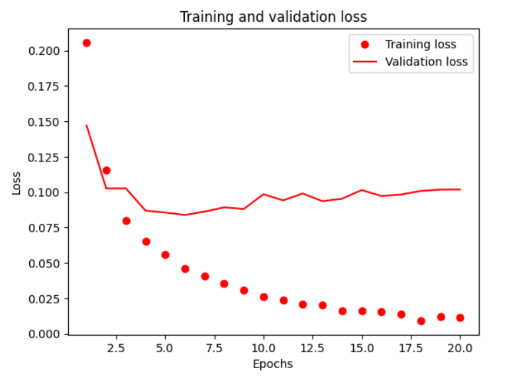 Training and validation loss
Training loss
Validation loss
0.200
0.175
0.150
0.125
0.100
0.075
0.050
0.025
0.000
Loss
2.5 5.0 7.5 10.0 12.5 15.0 17.5 20.0
Epochs